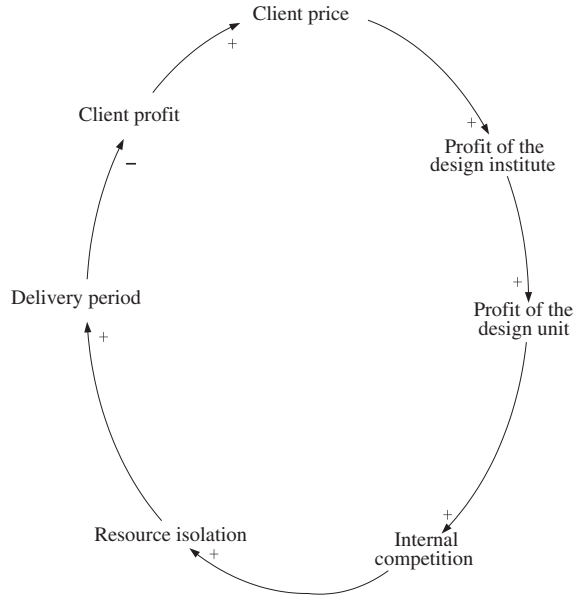 Client price
+
+
Client profit
+
Profit of the
design institute
−
+
Delivery period
Profit of the
design unit
+
+
Resource isolation
+
Internal
competition